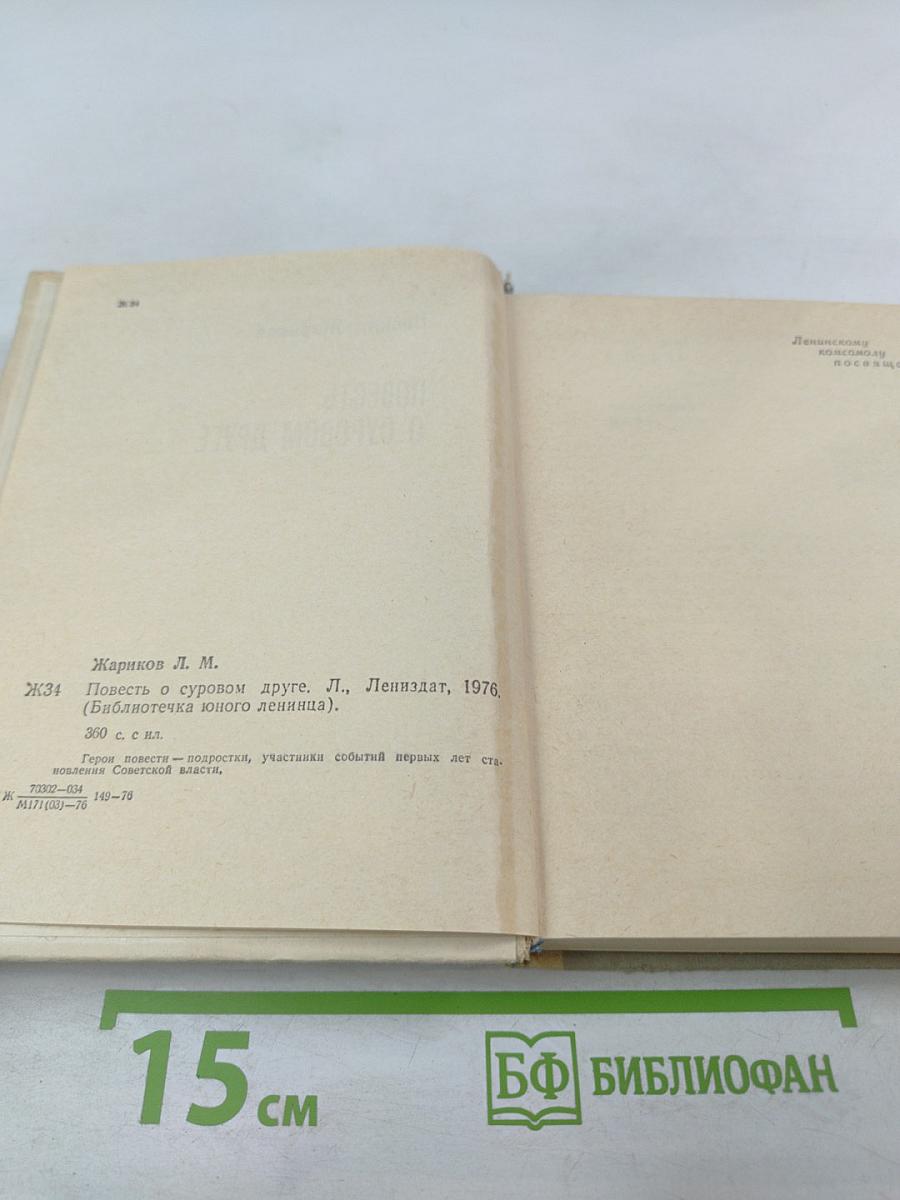 Ж34
Ленинскому
комсомолу
посвяще
Жариков Л. М.
Ж34 Повесть о суровом друге. Л., Лениздат, 1976.
(Библиотечка юного ленинца).
360 с. с ил.
Герои повести — подростки, участники событий первых лет ста-
новления Советской власти,
Ж 70302—034 149—76
М171(03)—76
15 см
БФ БИБЛИОФАН